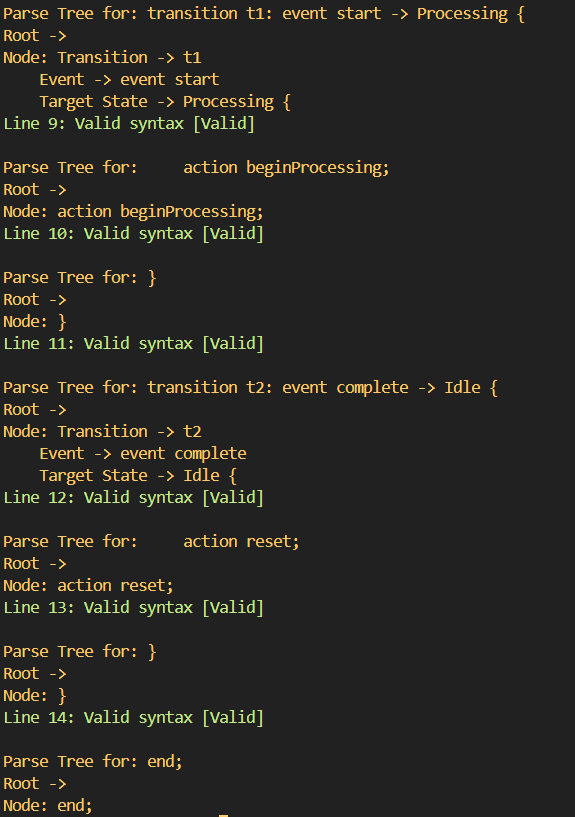 Parse Tree for: transition t1: event start -> Processing {
Root ->
Node: Transition -> t1
    Event -> event start
    Target State -> Processing {
Line 9: Valid syntax [Valid]

Parse Tree for:     action beginProcessing;
Root ->
Node: action beginProcessing;
Line 10: Valid syntax [Valid]

Parse Tree for: }
Root ->
Node: }
Line 11: Valid syntax [Valid]

Parse Tree for: transition t2: event complete -> Idle {
Root ->
Node: Transition -> t2
    Event -> event complete
    Target State -> Idle {
Line 12: Valid syntax [Valid]

Parse Tree for:     action reset;
Root ->
Node: action reset;
Line 13: Valid syntax [Valid]

Parse Tree for: }
Root ->
Node: }
Line 14: Valid syntax [Valid]

Parse Tree for: end;
Root ->
Node: end;